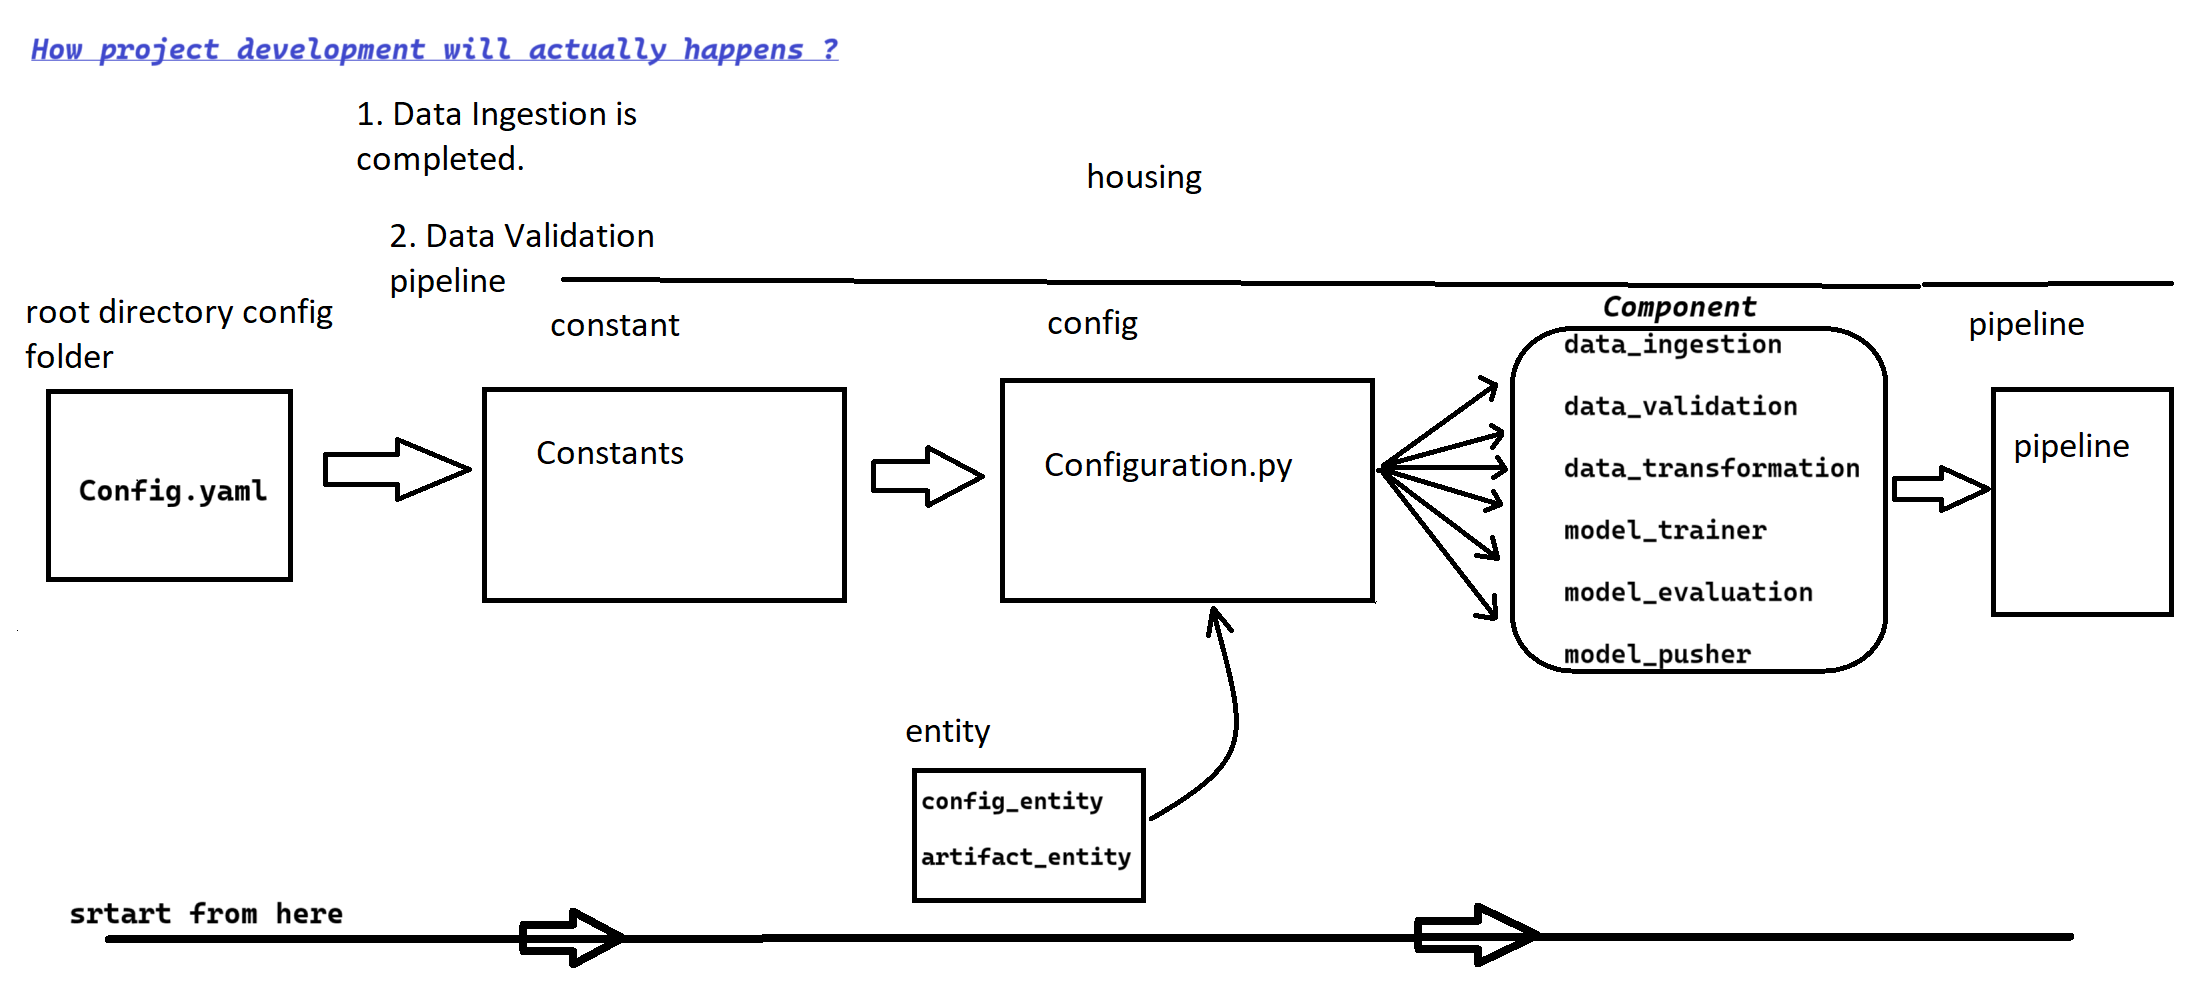 How project development will actually happens ?
1. Data Ingestion is
completed.
housing
2. Data Validation
pipeline
root directory config
folder
constant
config
Component
pipeline
Config.yaml
Constants
Configuration.py
data_ingestion
data_validation
data_transformation
model_trainer
model_evaluation
model_pusher
pipeline
entity
config_entity
artifact_entity
srtart from here